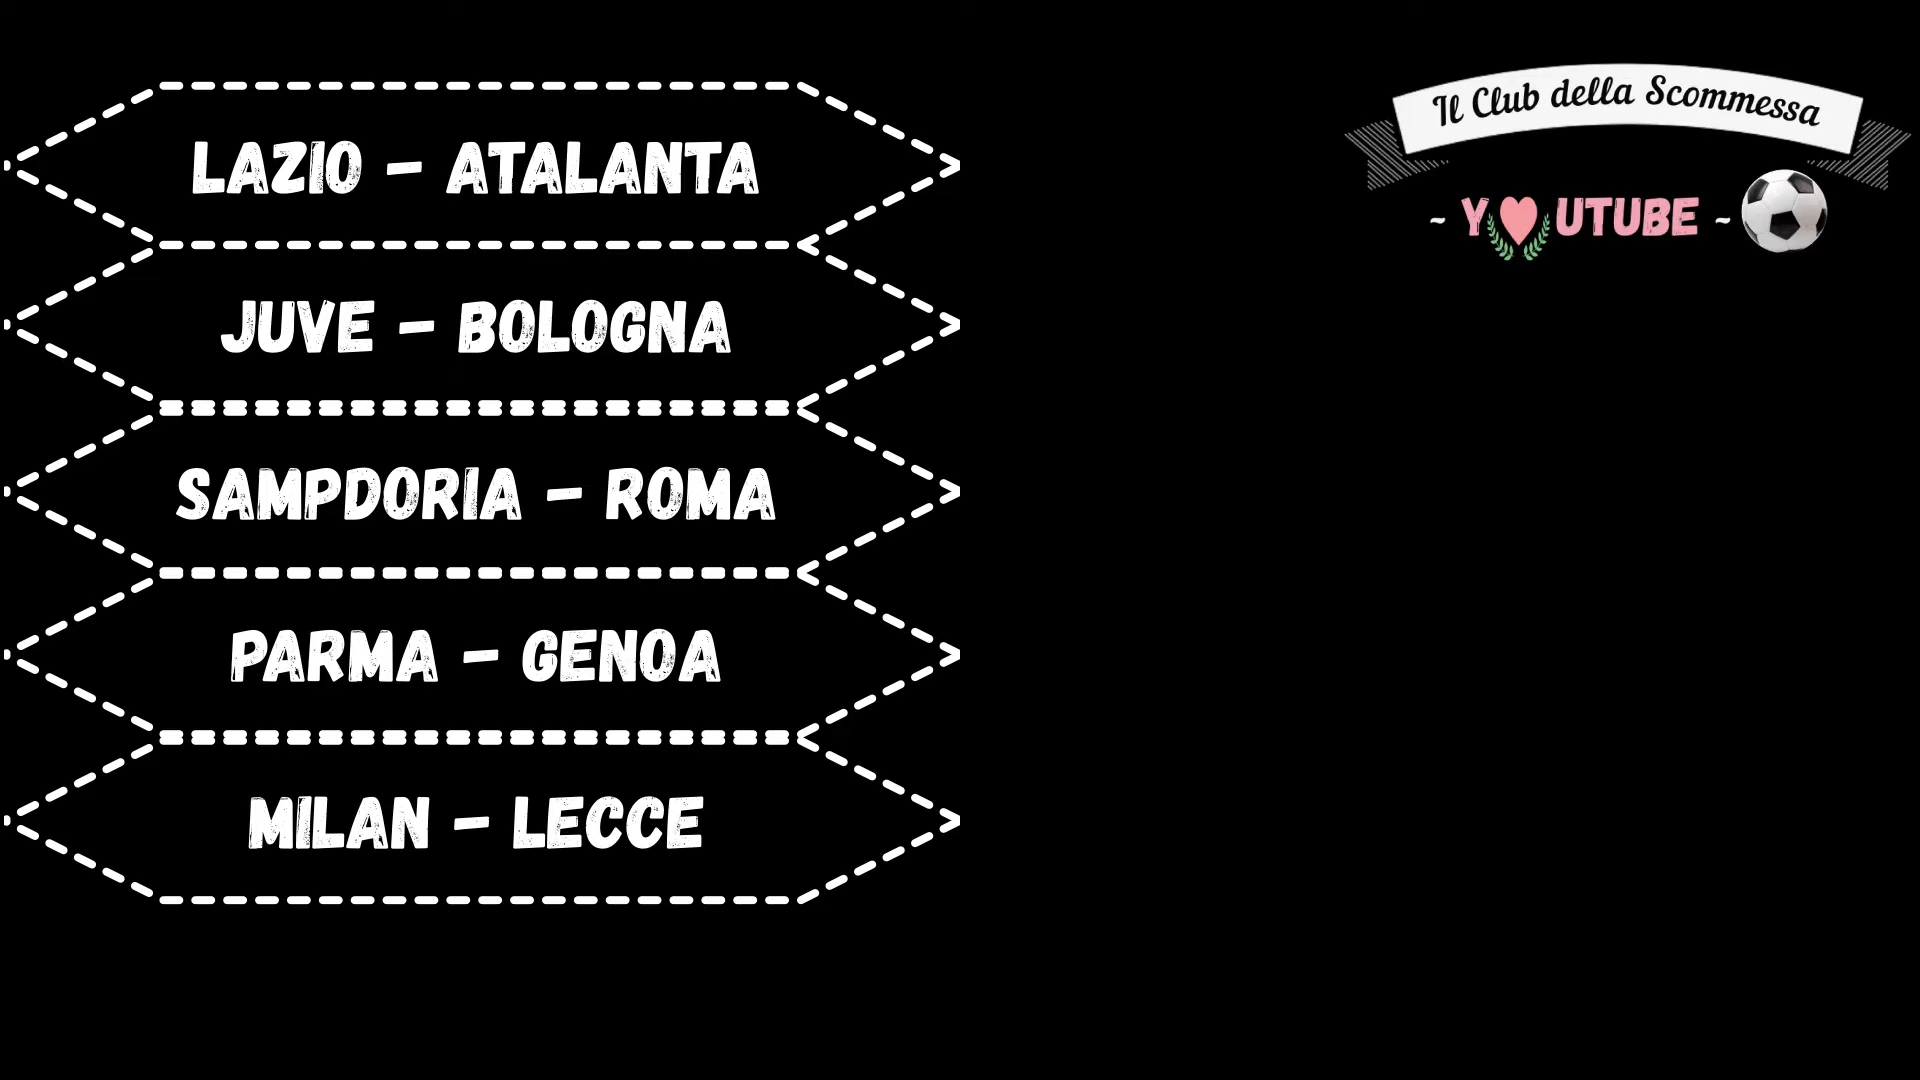 LAZIO - ATALANTA
JUVE - BOLOGNA
SAMPDORIA - ROMA
PARMA - GENOA
MILAN - LECCE
Il Club della Scommessa
~ Y UTUBE ~